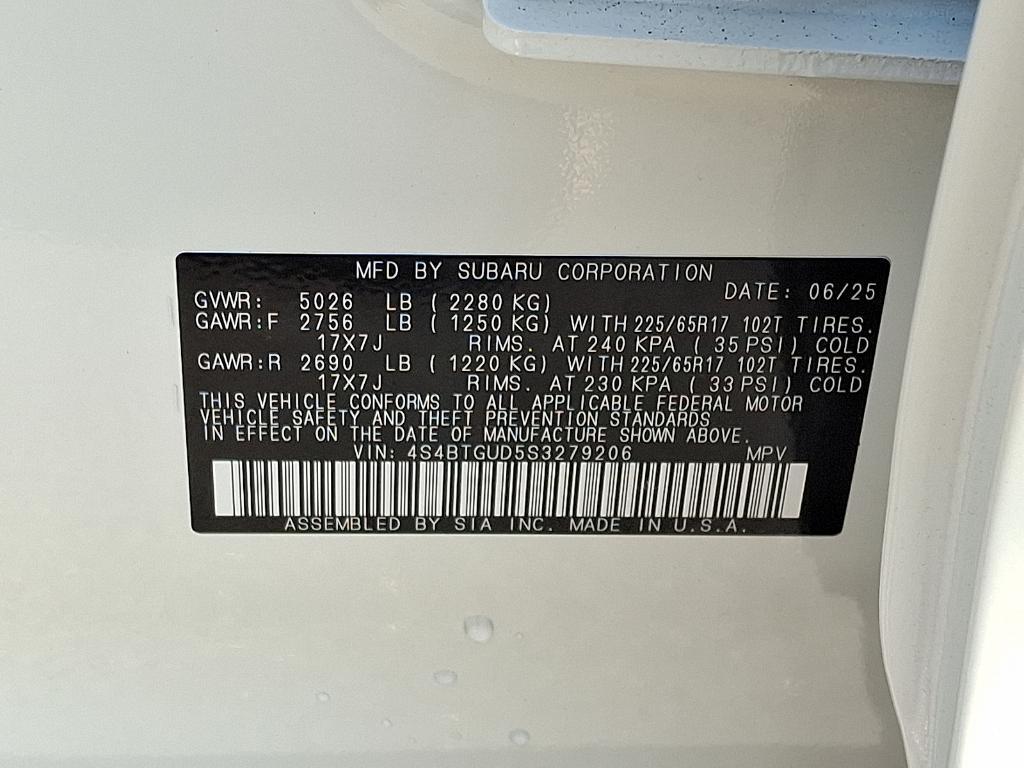 MFD BY SUBARU CORPORATION
DATE: 06/25
GVWR: 5026 LB ( 2280 KG)
GAWR:F 2756 LB ( 1250 KG) WITH 225/65R17 102T TIRES.
17X7J RIMS. AT 240 KPA ( 35 PSI) COLD
GAWR:R 2690 LB ( 1220 KG) WITH 225/65R17 102T TIRES.
17X7J RIMS. AT 230 KPA ( 33 PSI) COLD
THIS VEHICLE CONFORMS TO ALL APPLICABLE FEDERAL MOTOR
VEHICLE SAFETY AND THEFT PREVENTION STANDARDS
IN EFFECT ON THE DATE OF MANUFACTURE SHOWN ABOVE.
VIN: 4S4BTGUD5S3279206 MPV
ASSEMBLED BY SIA INC. MADE IN U.S.A.